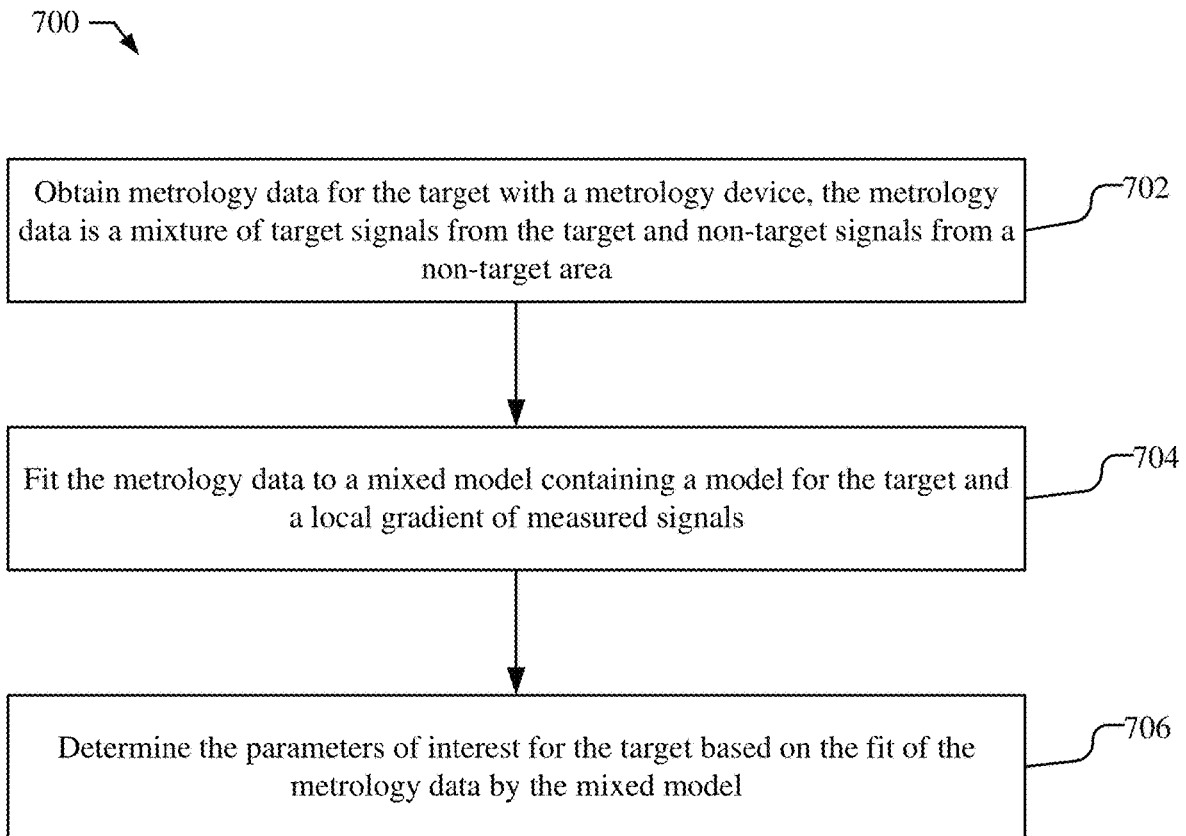 700
Obtain metrology data for the target with a metrology device, the metrology
data is a mixture of target signals from the target and non-target signals from a
non-target area
702
Fit the metrology data to a mixed model containing a model for the target and
a local gradient of measured signals
704
Determine the parameters of interest for the target based on the fit of the
metrology data by the mixed model
706